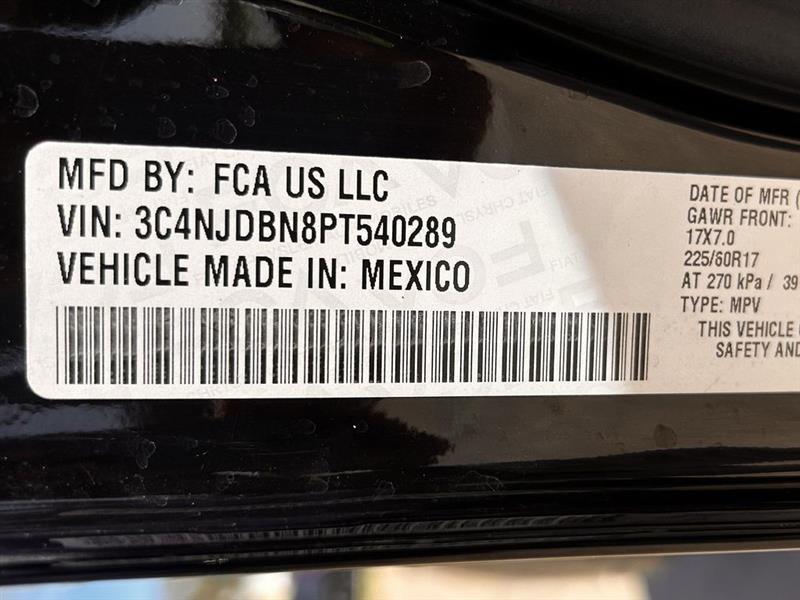 MFD BY: FCA US LLC
VIN: 3C4NJDBN8PT540289
VEHICLE MADE IN: MEXICO
DATE OF MFR (
GAWR FRONT:
17X7.0
225/60R17
AT 270 kPa / 39
TYPE: MPV
THIS VEHICLE
SAFETY AND